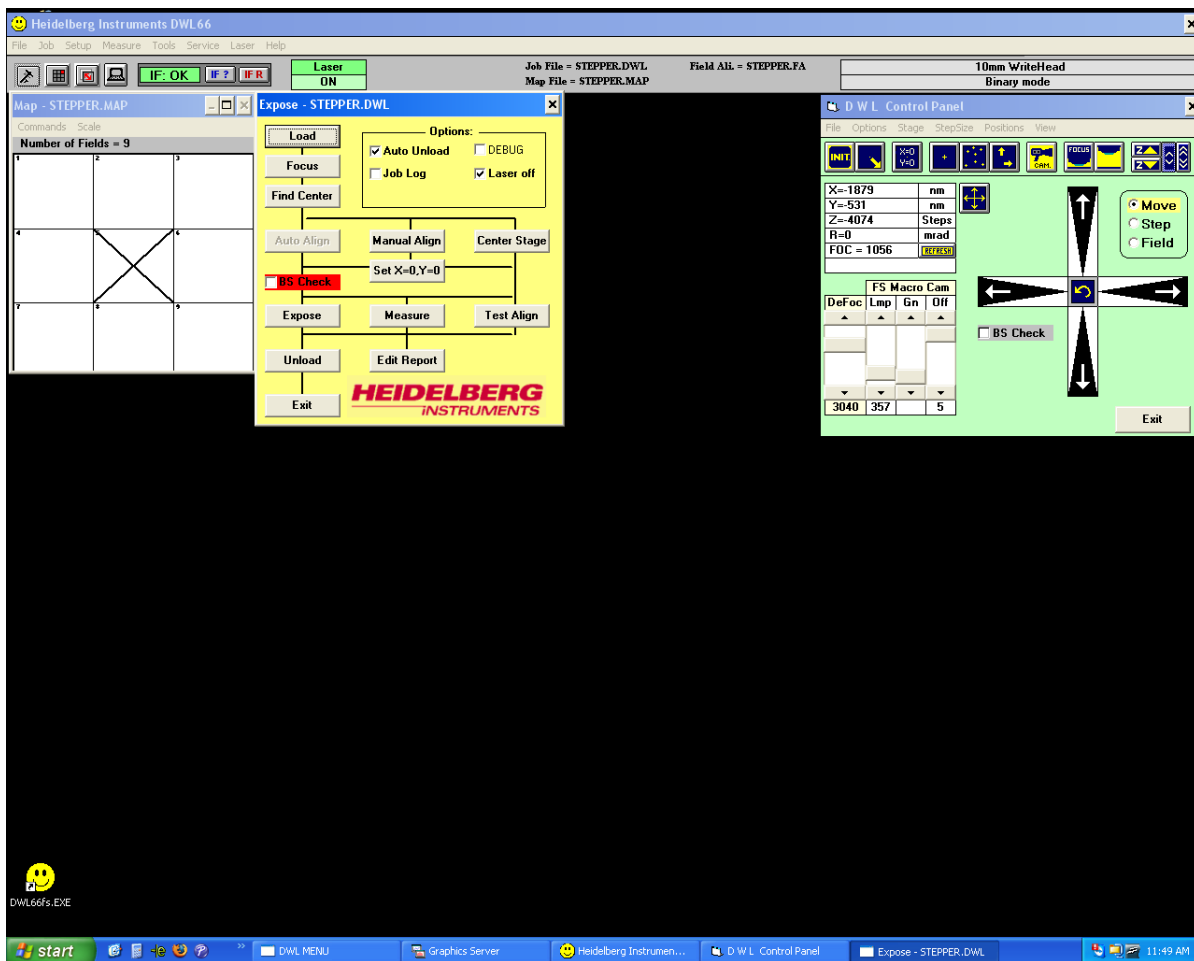 Heidelberg Instruments DWL66
File Job Setup Measure Tools Service Laser Help
IF: OK IF ? IF R
Laser
ON
Job File = STEPPER.DWL
Map File = STEPPER.MAP
Field Ali. = STEPPER.FA
10mm WriteHead
Binary mode
Map - STEPPER.MAP
Commands Scale
Number of Fields = 9
1 2 3
4 6
7 8 9
Expose - STEPPER.DWL
Load
Focus
Find Center
Options:
Auto Unload DEBUG
Job Log Laser off
Auto Align Manual Align Center Stage
Set X=0,Y=0
BS Check
Expose Measure Test Align
Unload Edit Report
Exit
HEIDELBERG
INSTRUMENTS
D W L Control Panel
File Options Stage StepSize Positions View
INIT
X=0
Y=0
CAM.
FOCUS
Z
Z
X=-1879 nm
Y=-531 nm
Z=-4074 Steps
R=0 mrad
FOC = 1056 REFRESH
Move
Step
Field
FS Macro Cam
DeFoc Lmp Gn Off
3040 357 5
BS Check
Exit
DWL66fs.EXE
start
DWL MENU
Graphics Server
Heidelberg Instrumen...
D W L Control Panel
Expose - STEPPER.DWL
11:49 AM